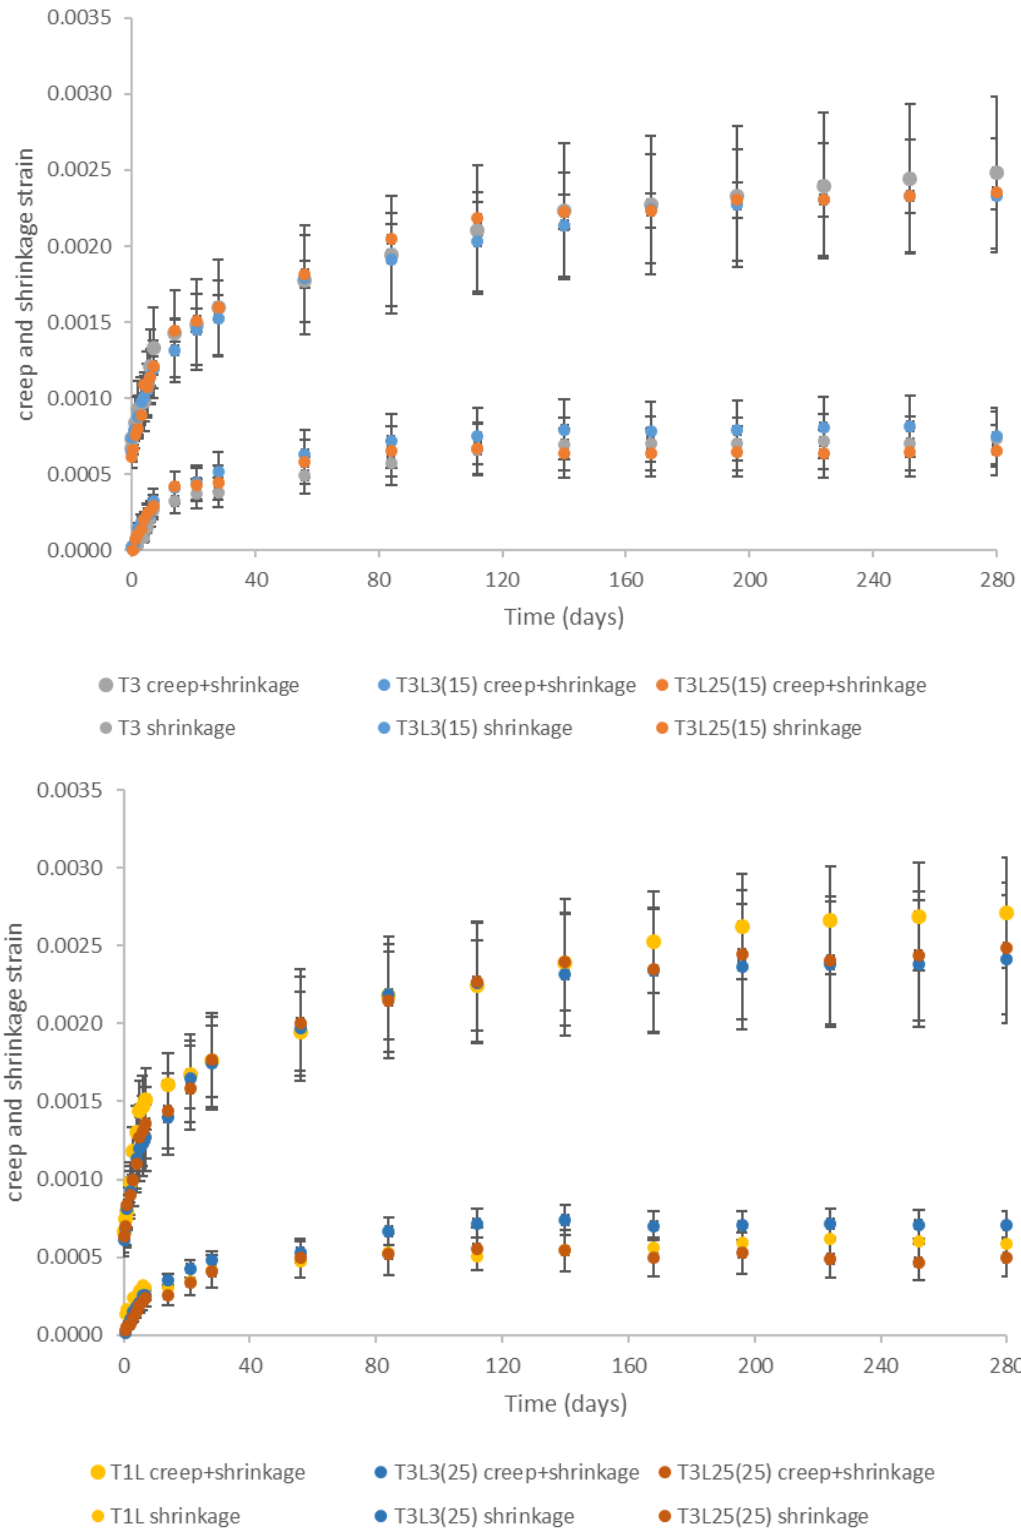 0.0035
0.0030
0.0025
0.0020
0.0015
0.0010
0.0005
0.0000
creep and shrinkage strain
0 40 80 120 160 200 240 280
Time (days)
T3 creep+shrinkage T3L3(15) creep+shrinkage T3L25(15) creep+shrinkage
T3 shrinkage T3L3(15) shrinkage T3L25(15) shrinkage
0.0035
0.0030
0.0025
0.0020
0.0015
0.0010
0.0005
0.0000
creep and shrinkage strain
0 40 80 120 160 200 240 280
Time (days)
T1L creep+shrinkage T3L3(25) creep+shrinkage T3L25(25) creep+shrinkage
T1L shrinkage T3L3(25) shrinkage T3L25(25) shrinkage